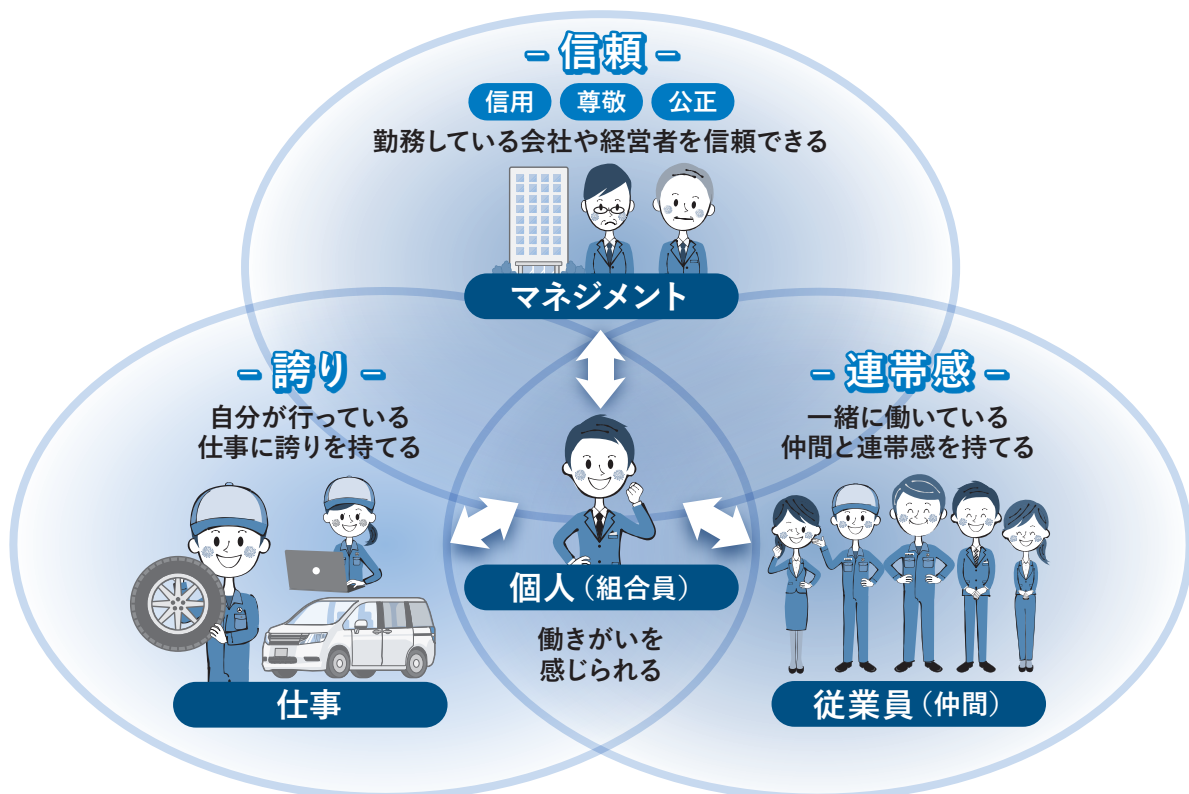 – 信頼 –
信用 尊敬 公正
勤務している会社や経営者を信頼できる
マネジメント
– 誇り –
自分が行っている
仕事に誇りを持てる
仕事
– 連帯感 –
一緒に働いている
仲間と連帯感を持てる
従業員（仲間）
個人（組合員）
働きがいを
感じられる